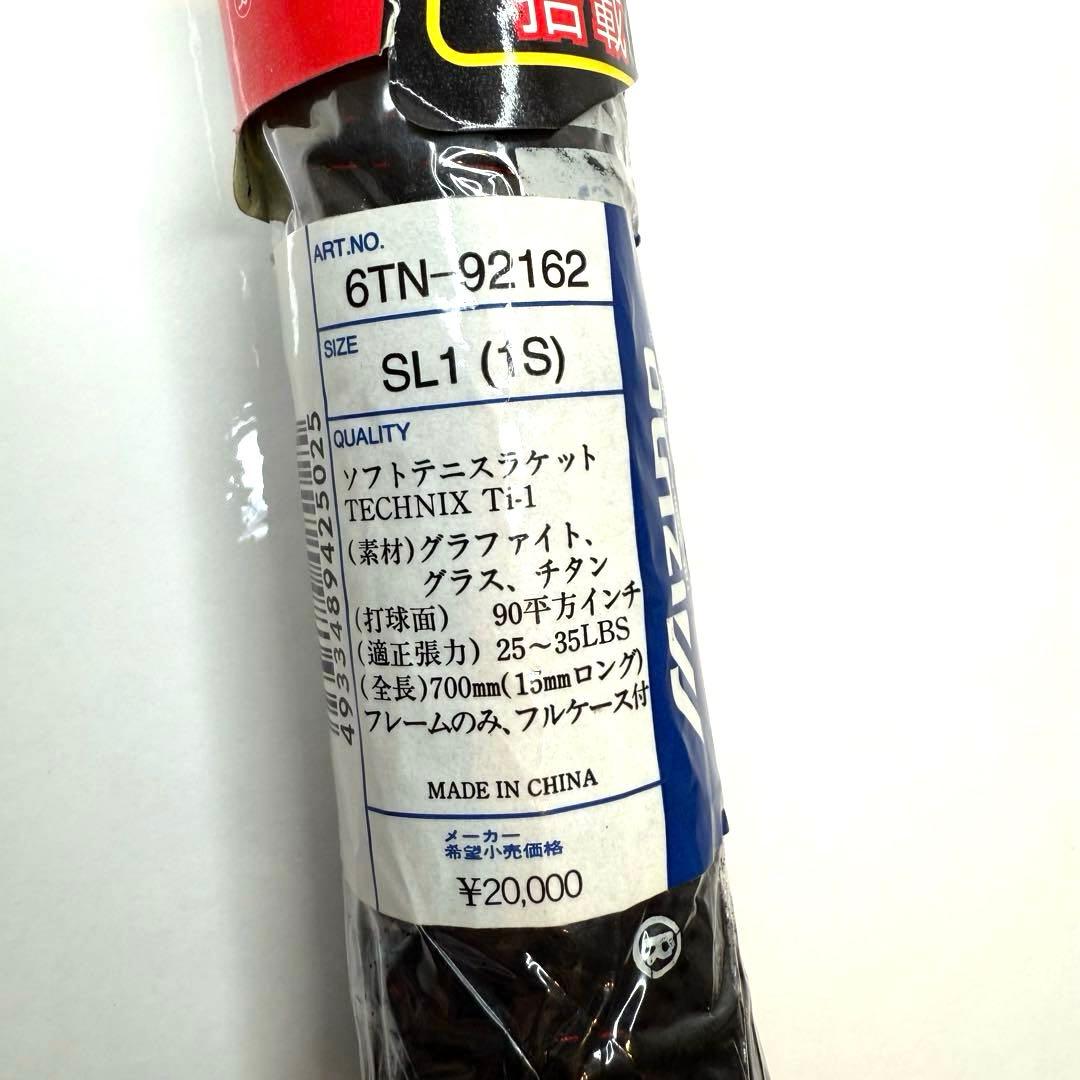 搭載
ART.NO.
6TN-92162
SIZE
SL1 (1S)
QUALITY
ソフトテニスラケット
TECHNIX Ti-1
(素材)グラファイト、
グラス、チタン
(打球面) 90平方インチ
(適正張力) 25〜35LBS
(全長)700mm(15mmロング)
フレームのみ、フルケース付
MADE IN CHINA
メーカー
希望小売価格
¥20,000
4933489425025
Mizuno
R
®